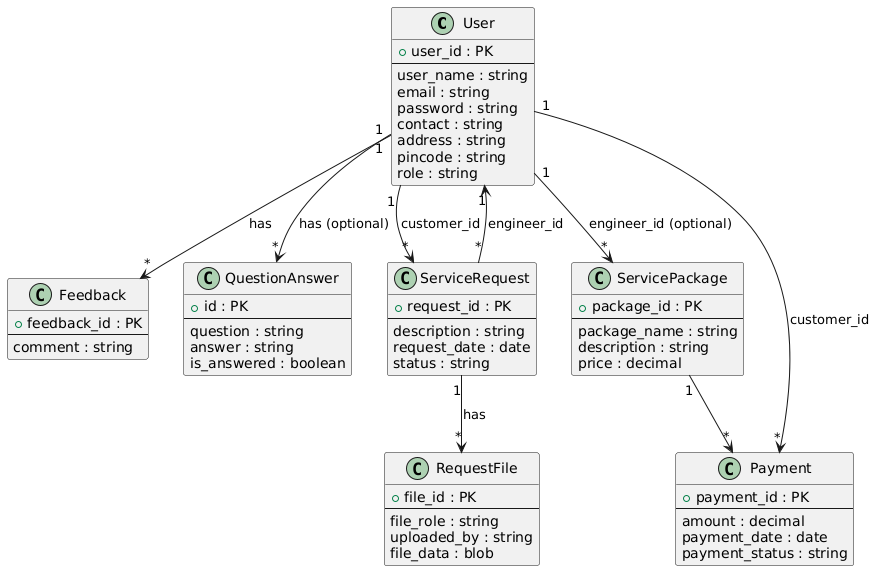 C User
+ user_id : PK
user_name : string
email : string
password : string
contact : string
address : string
pincode : string
role : string
1
1
1
1
1
1
has
has (optional)
customer_id
engineer_id
engineer_id (optional)
customer_id
*
*
*
*
*
*
C Feedback
+ feedback_id : PK
comment : string
C QuestionAnswer
+ id : PK
question : string
answer : string
is_answered : boolean
C ServiceRequest
+ request_id : PK
description : string
request_date : date
status : string
C ServicePackage
+ package_id : PK
package_name : string
description : string
price : decimal
1
has
*
1
*
C RequestFile
+ file_id : PK
file_role : string
uploaded_by : string
file_data : blob
C Payment
+ payment_id : PK
amount : decimal
payment_date : date
payment_status : string